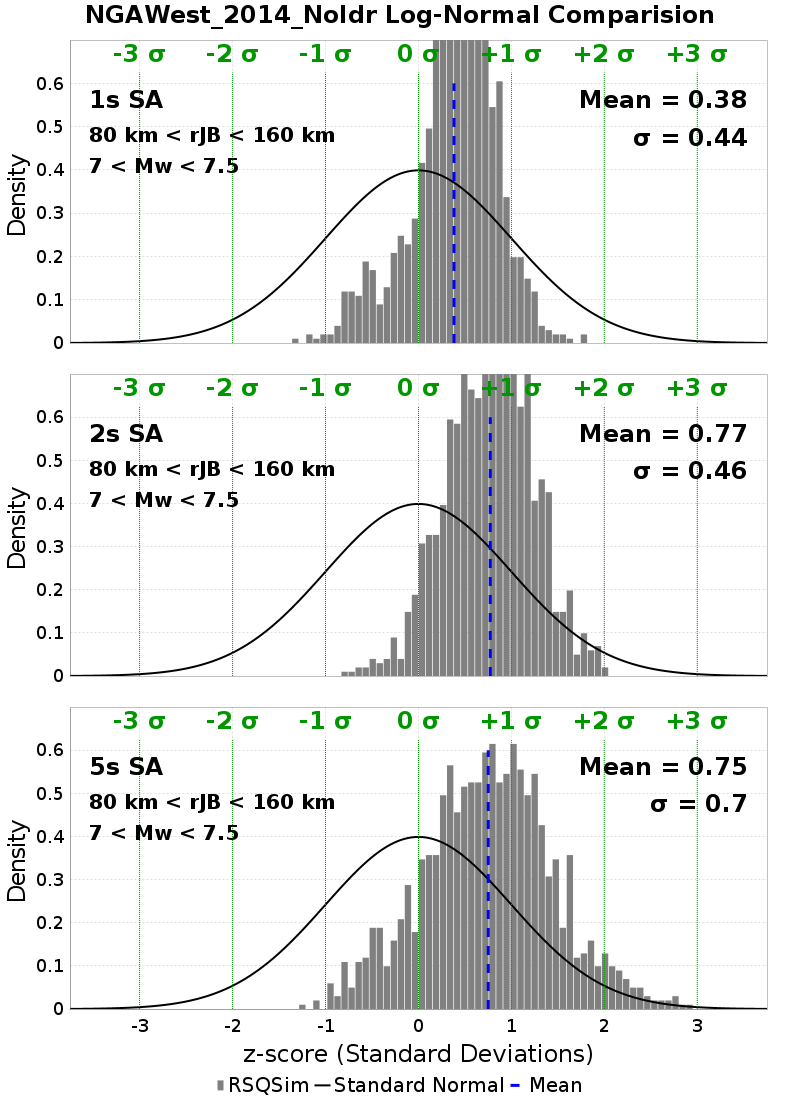 NGAWest_2014_NoIdr Log-Normal Comparision
-3 σ -2 σ -1 σ 0 σ +1 σ +2 σ +3 σ
1s SA
80 km < rJB < 160 km
7 < Mw < 7.5
Mean = 0.38
σ = 0.44
Density
0.6
0.5
0.4
0.3
0.2
0.1
0
-3 σ -2 σ -1 σ 0 σ +1 σ +2 σ +3 σ
2s SA
80 km < rJB < 160 km
7 < Mw < 7.5
Mean = 0.77
σ = 0.46
Density
0.6
0.5
0.4
0.3
0.2
0.1
0
-3 σ -2 σ -1 σ 0 σ +1 σ +2 σ +3 σ
5s SA
80 km < rJB < 160 km
7 < Mw < 7.5
Mean = 0.75
σ = 0.7
Density
0.6
0.5
0.4
0.3
0.2
0.1
0
-3 -2 -1 0 1 2 3
z-score (Standard Deviations)
RSQSim Standard Normal Mean